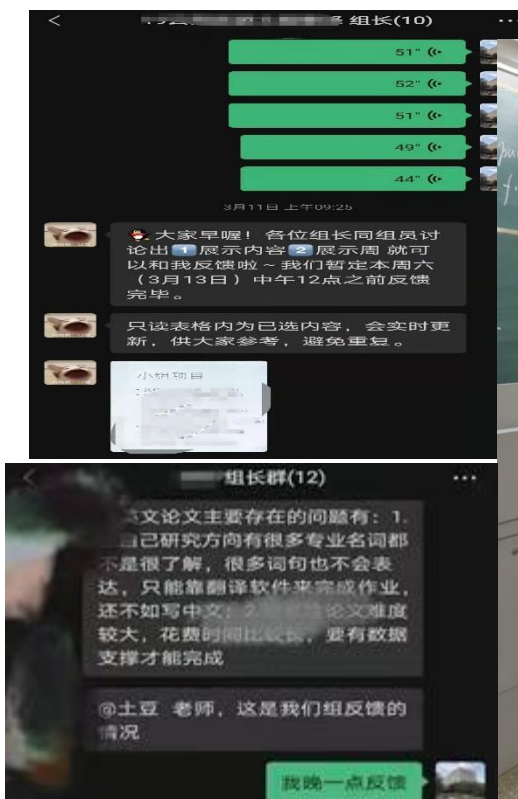 组长(10)
51"
52"
51"
49"
44"
3月11日 上午09:25
大家早喔！各位组长同组员讨
论出1️⃣展示内容2️⃣展示周 就可
以和我反馈啦～我们暂定本周六
（3月13日）中午12点之前反馈
完毕。
只读表格内为已选内容，会实时更
新，供大家参考，避免重复。
小组项目
组长群(12)
文论文主要存在的问题有：1.
自己研究方向有很多专业名词都
不是很了解，很多词句也不会表
达，只能靠翻译软件来完成作业，
还不如写中文；2.
论文难度
较大，花费时间比较长，要有数据
支撑才能完成
@土豆 老师，这是我们组反馈的
情况
我晚一点反馈